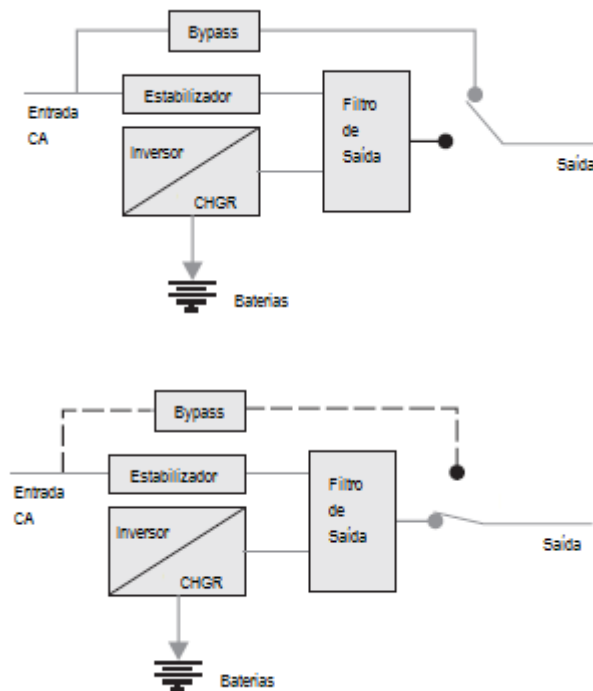 Bypass
Estabilizador
Entrada
CA
Filtro
de
Saída
Inversor
CHGR
Saída
Baterias
Bypass
Estabilizador
Entrada
CA
Filtro
de
Saída
Inversor
CHGR
Saída
Baterias